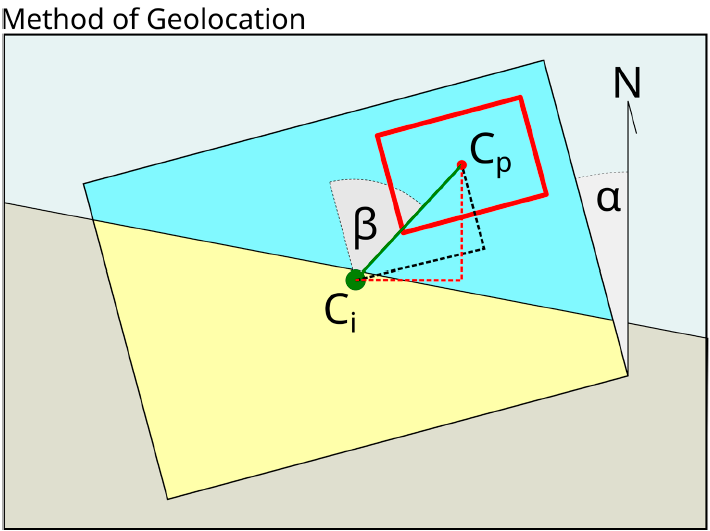 Method of Geolocation
N
Cp
α
β
Ci